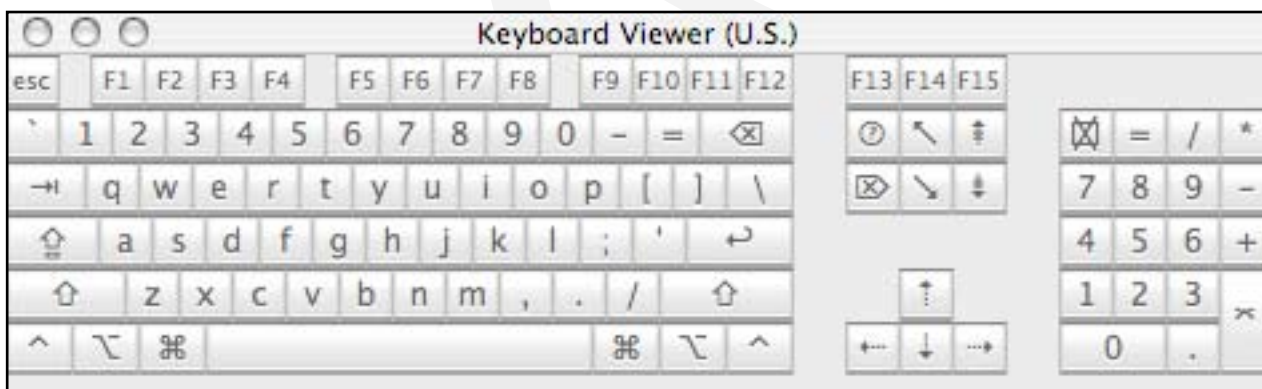 Keyboard Viewer (U.S.)
esc F1 F2 F3 F4 F5 F6 F7 F8 F9 F10 F11 F12 F13 F14 F15
` 1 2 3 4 5 6 7 8 9 0 - = ⌫ ? ↖ ⇞ ⌧ = / *
⇥ q w e r t y u i o p [ ] \ ⌦ ↘ ⇟ 7 8 9 -
⇪ a s d f g h j k l ; ' ↩ 4 5 6 +
⇧ z x c v b n m , . / ⇧ ⇡ 1 2 3 ⌤
^ ⌥ ⌘ ⌘ ⌥ ^ ⇠ ⇣ ⇢ 0 .